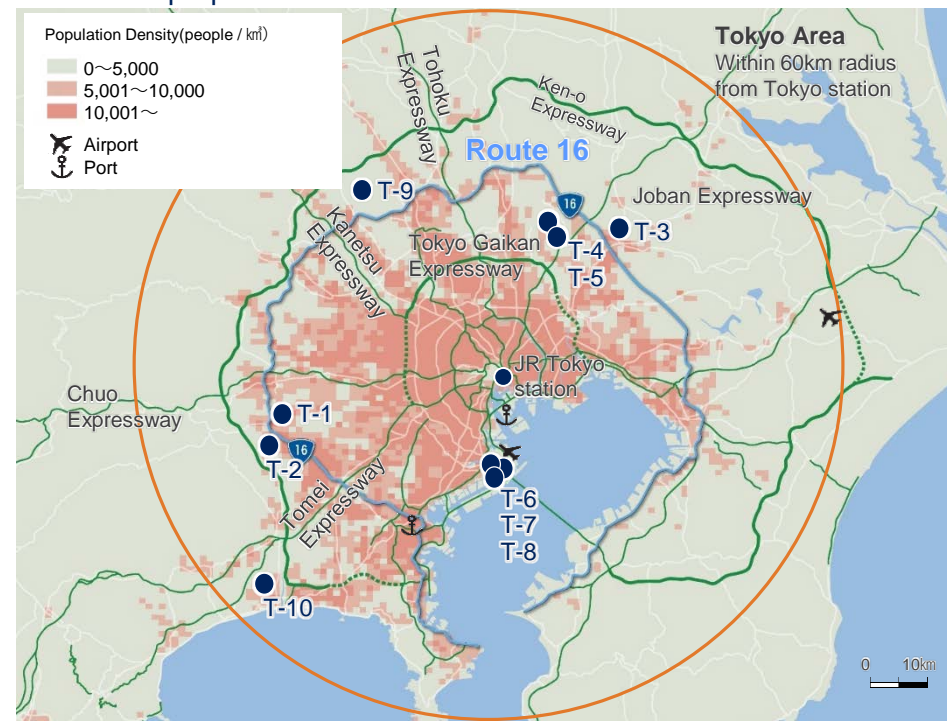 Population Density(people / ㎢)
0～5,000
5,001～10,000
10,001～
Airport
Port
Tokyo Area
Within 60km radius
from Tokyo station
Tohoku
Expressway
Ken-o
Expressway
Route 16
16
Joban Expressway
T-9
T-3
Kanetsu
Expressway
Tokyo Gaikan
Expressway
T-4
T-5
JR Tokyo
station
Chuo
Expressway
T-1
16
T-2
Tomei
Expressway
T-6
T-7
T-8
T-10
0 10km